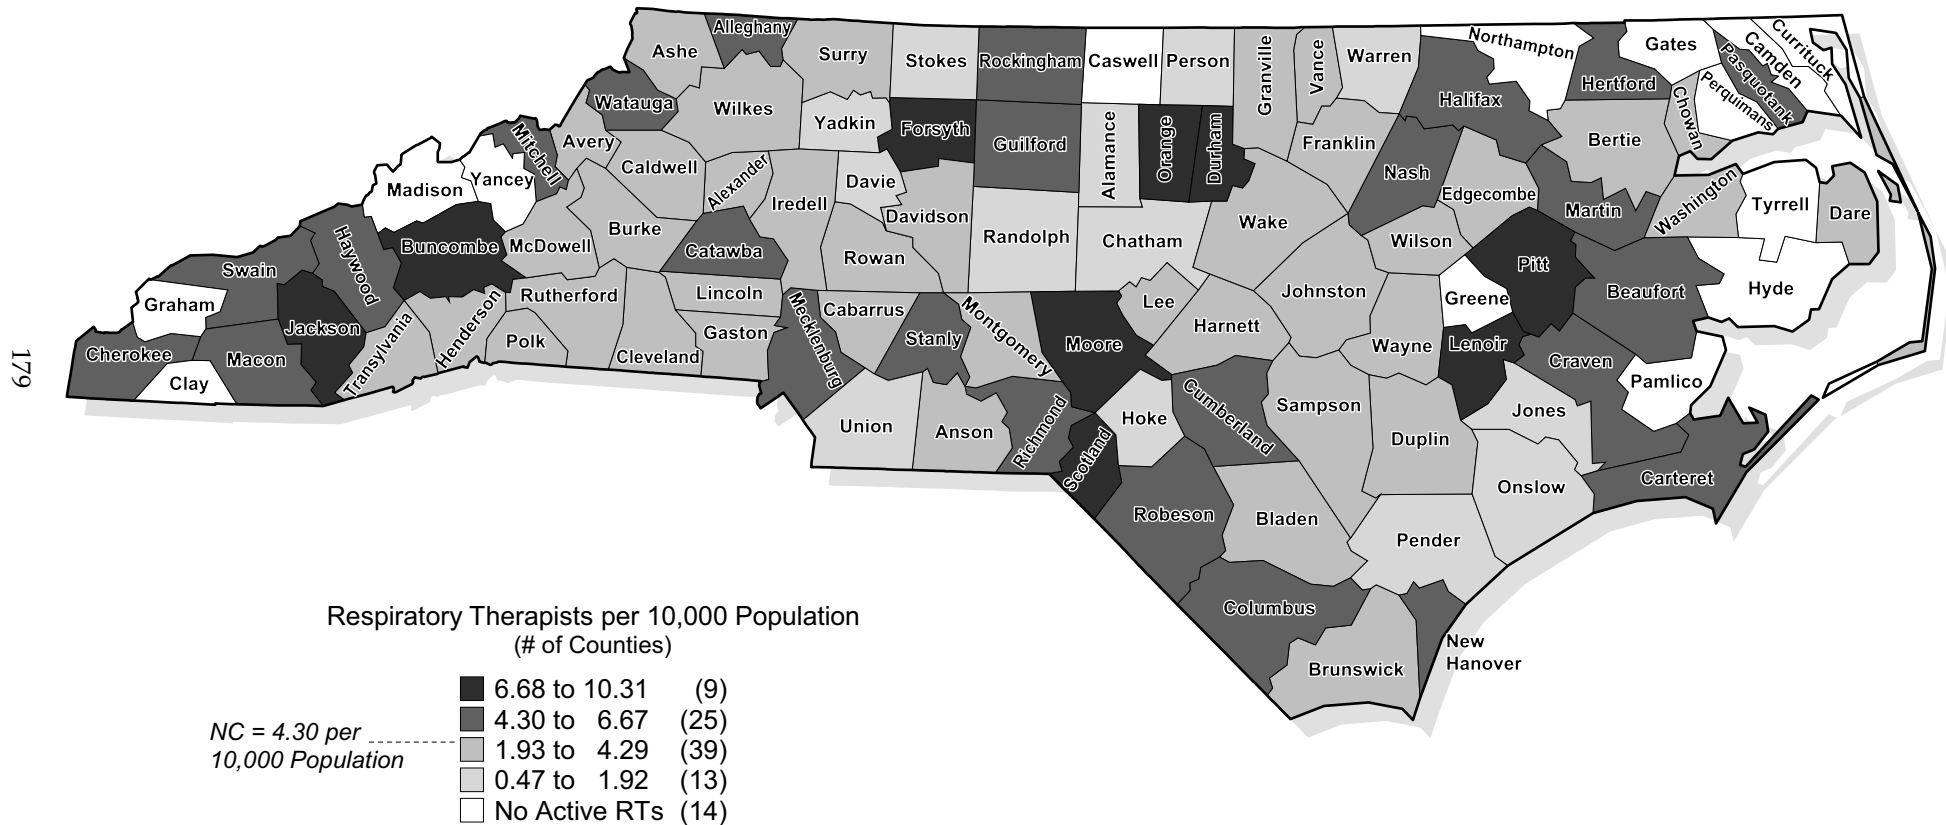 Alleghany
Ashe
Surry
Stokes
Rockingham
Caswell
Person
Granville
Vance
Warren
Northampton
Gates
Currituck
Camden
Pasquotank
Perquimans
Hertford
Halifax
Watauga
Wilkes
Yadkin
Forsyth
Guilford
Alamance
Orange
Durham
Franklin
Nash
Edgecombe
Bertie
Chowan
Mitchell
Avery
Caldwell
Alexander
Iredell
Davie
Davidson
Madison
Yancey
Burke
McDowell
Buncombe
Haywood
Swain
Graham
Jackson
Cherokee
Macon
Clay
Transylvania
Henderson
Rutherford
Polk
Cleveland
Lincoln
Gaston
Catawba
Rowan
Randolph
Chatham
Wake
Wilson
Martin
Washington
Tyrrell
Dare
Pitt
Beaufort
Hyde
Greene
Johnston
Lee
Harnett
Wayne
Lenoir
Craven
Pamlico
Jones
Mecklenburg
Cabarrus
Stanly
Montgomery
Moore
Union
Anson
Richmond
Scotland
Hoke
Cumberland
Sampson
Duplin
Onslow
Carteret
Robeson
Bladen
Pender
Columbus
Brunswick
New
Hanover
179
Respiratory Therapists per 10,000 Population
(# of Counties)
6.68 to 10.31 (9)
4.30 to 6.67 (25)
1.93 to 4.29 (39)
0.47 to 1.92 (13)
No Active RTs (14)
NC = 4.30 per
10,000 Population